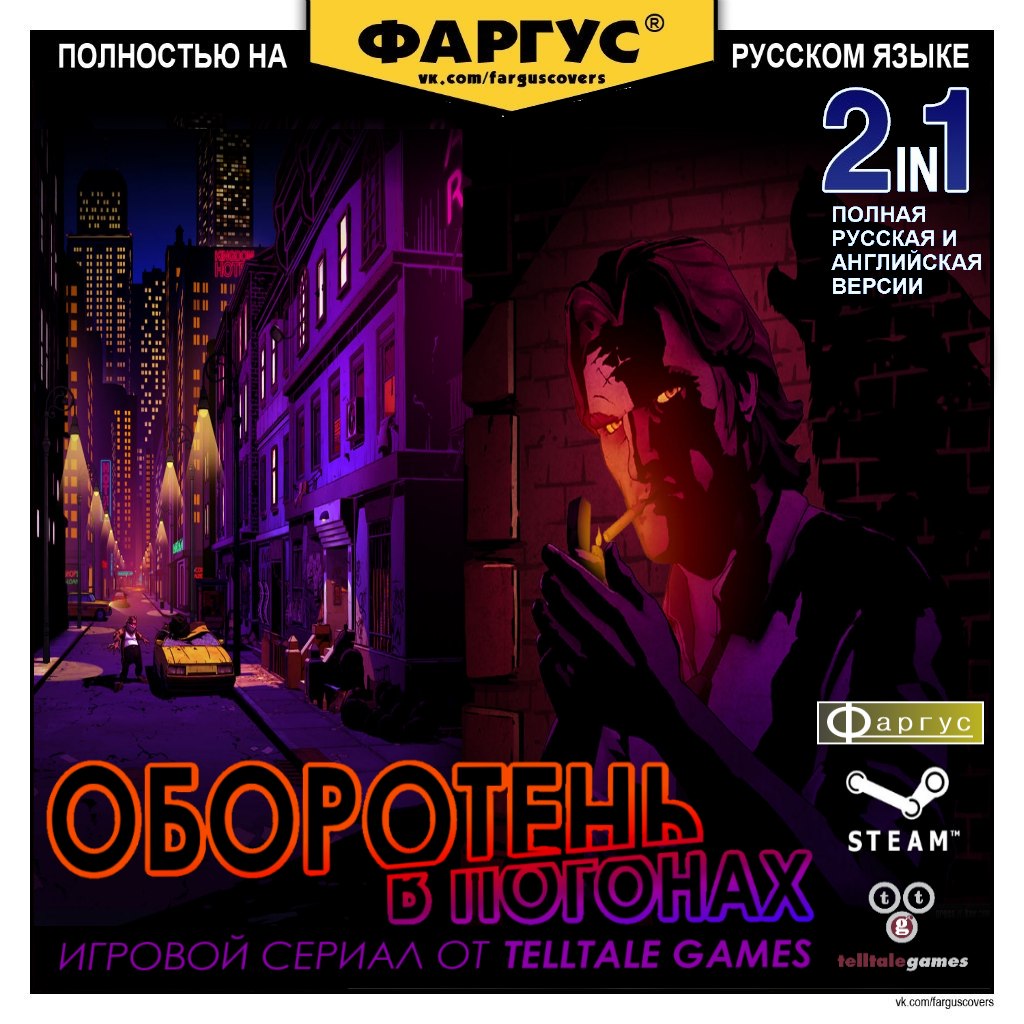 ФАРГУС®
vk.com/farguscovers
ПОЛНОСТЬЮ НА
РУССКОМ ЯЗЫКЕ
2IN1
ПОЛНАЯ
РУССКАЯ И
АНГЛИЙСКАЯ
ВЕРСИИ
Фаргус
STEAM™
t t
g
telltalegames
ОБОРОТЕНЬ
В ПОГОНАХ
ИГРОВОЙ СЕРИАЛ ОТ TELLTALE GAMES
vk.com/farguscovers